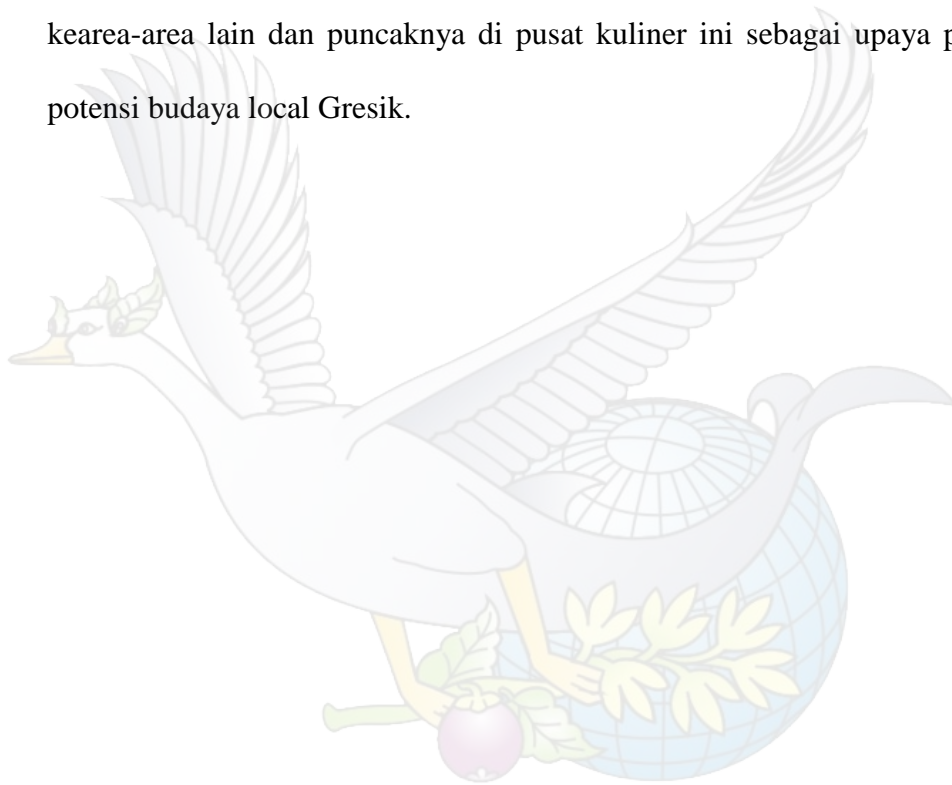 kearea-area lain dan puncaknya di pusat kuliner ini sebagai upaya
potensi budaya local Gresik.